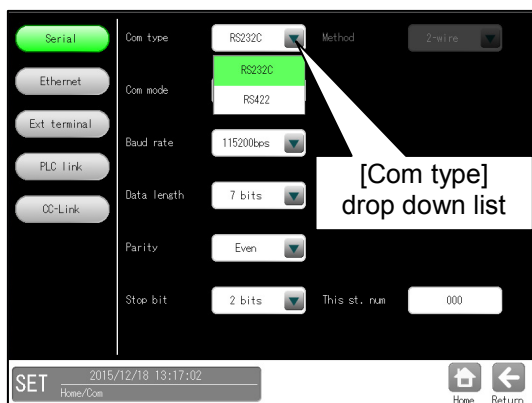 Serial
Com type
RS232C
Method
2-wire
RS232C
RS422
Ethernet
Com mode
Ext terminal
Baud rate
115200bps
PLC link
[Com type]
drop down list
Data length
7 bits
CC-Link
Parity
Even
Stop bit
2 bits
This st. num
000
SET
2015/12/18 13:17:02
Home/Com
Home
Return